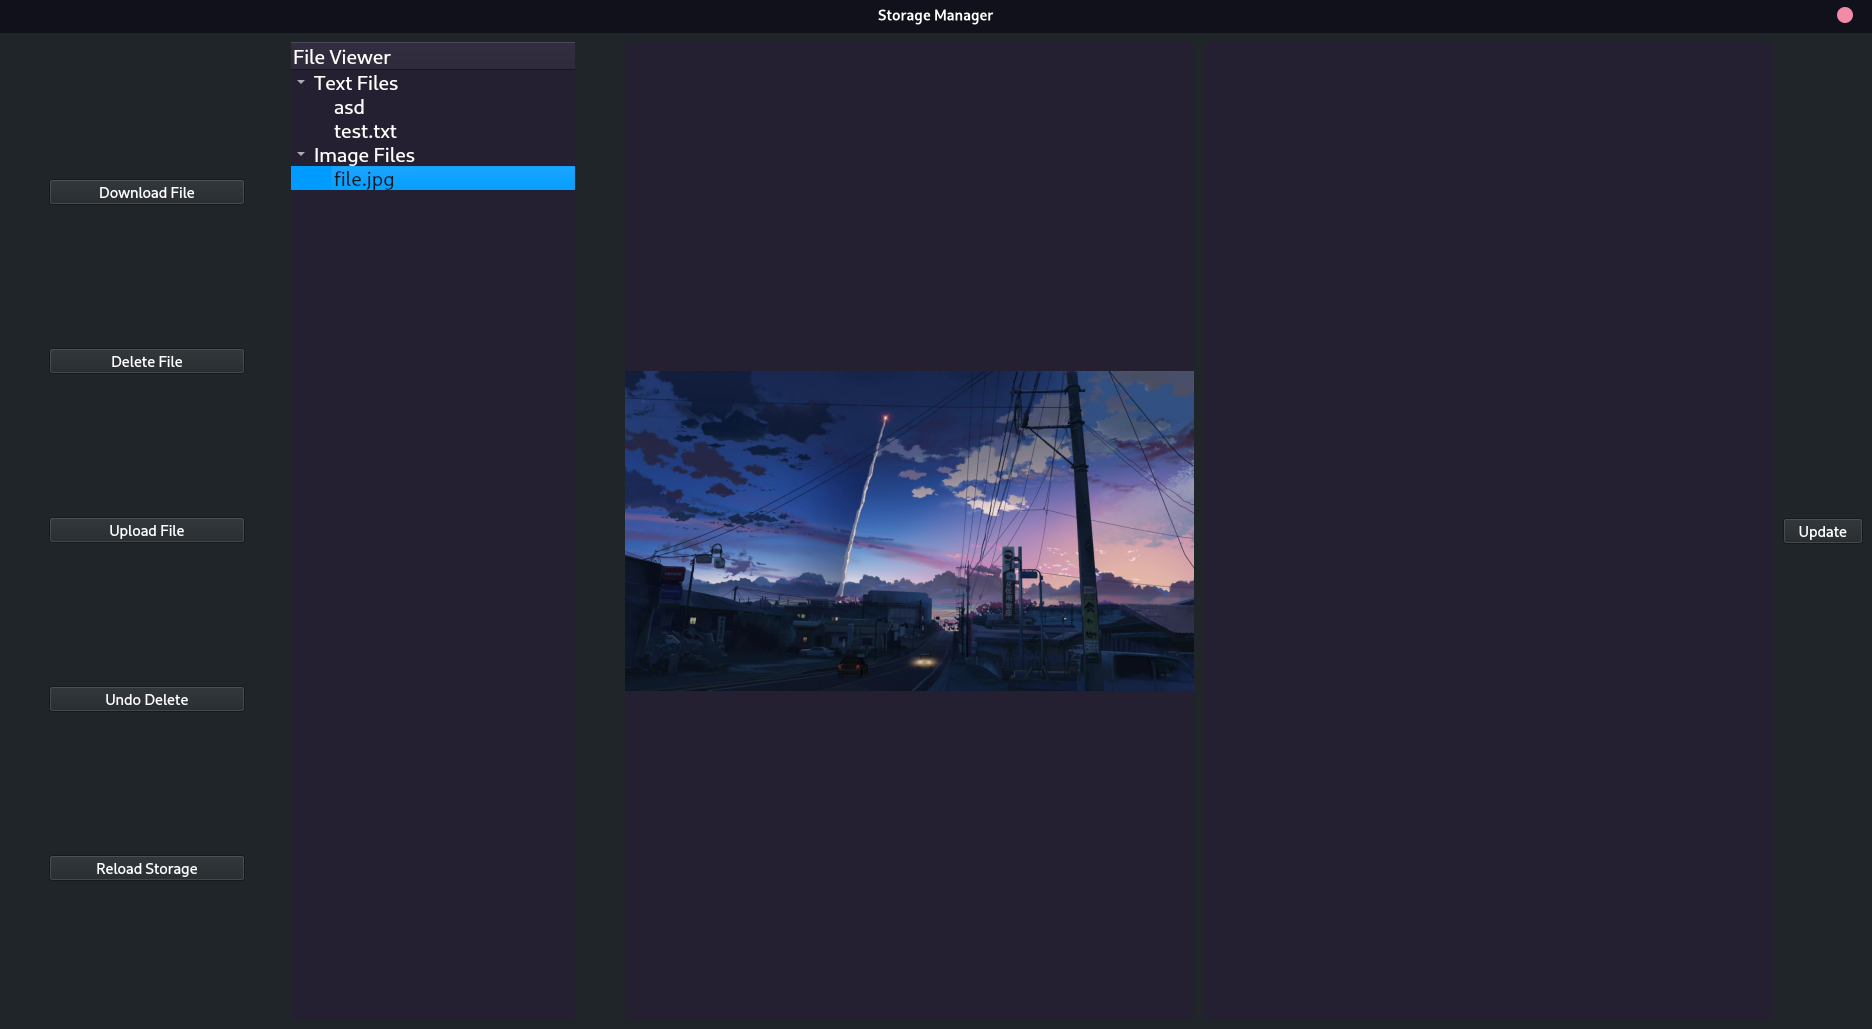 Storage Manager
File Viewer
Text Files
asd
test.txt
Image Files
file.jpg
Download File
Delete File
Upload File
Undo Delete
Reload Storage
Update